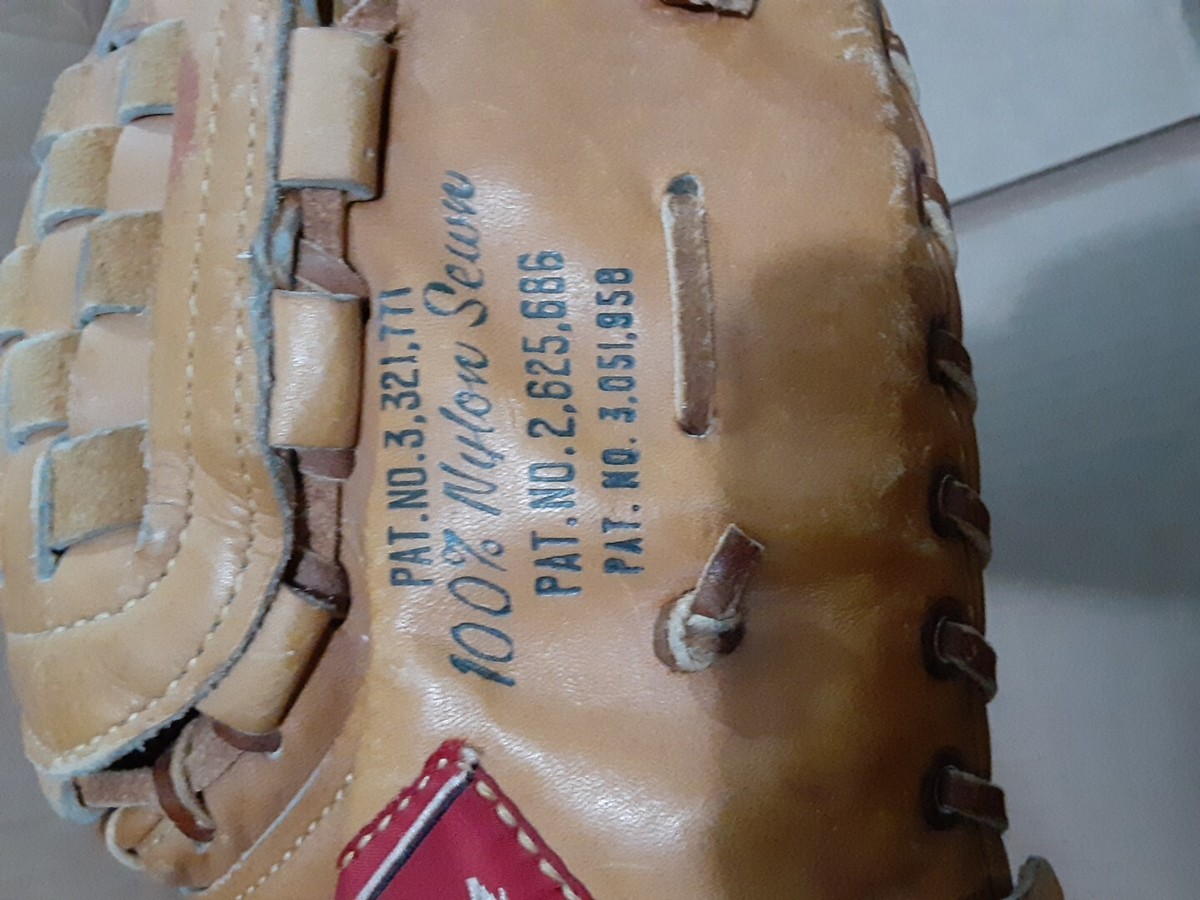 PAT.NO.3,321,771
100% Nylon Sewn
PAT.NO.2,625,686
PAT. NO. 3,051,958